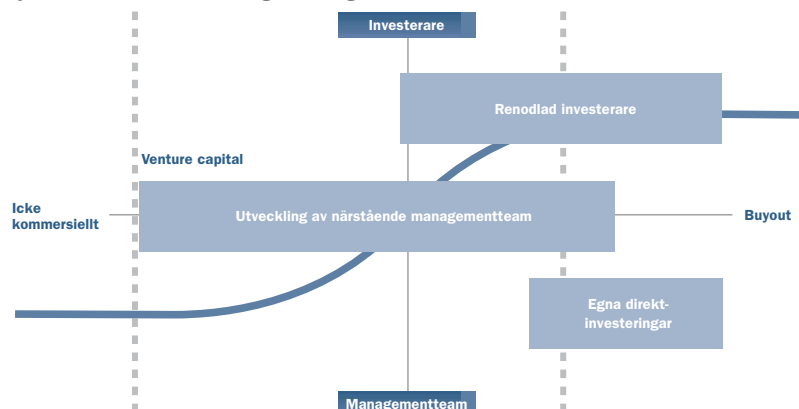 Investerare
Renodlad investerare
Venture capital
Icke
kommersiellt
Utveckling av närstående managementteam
Buyout
Egna direkt-
investeringar
Managementteam